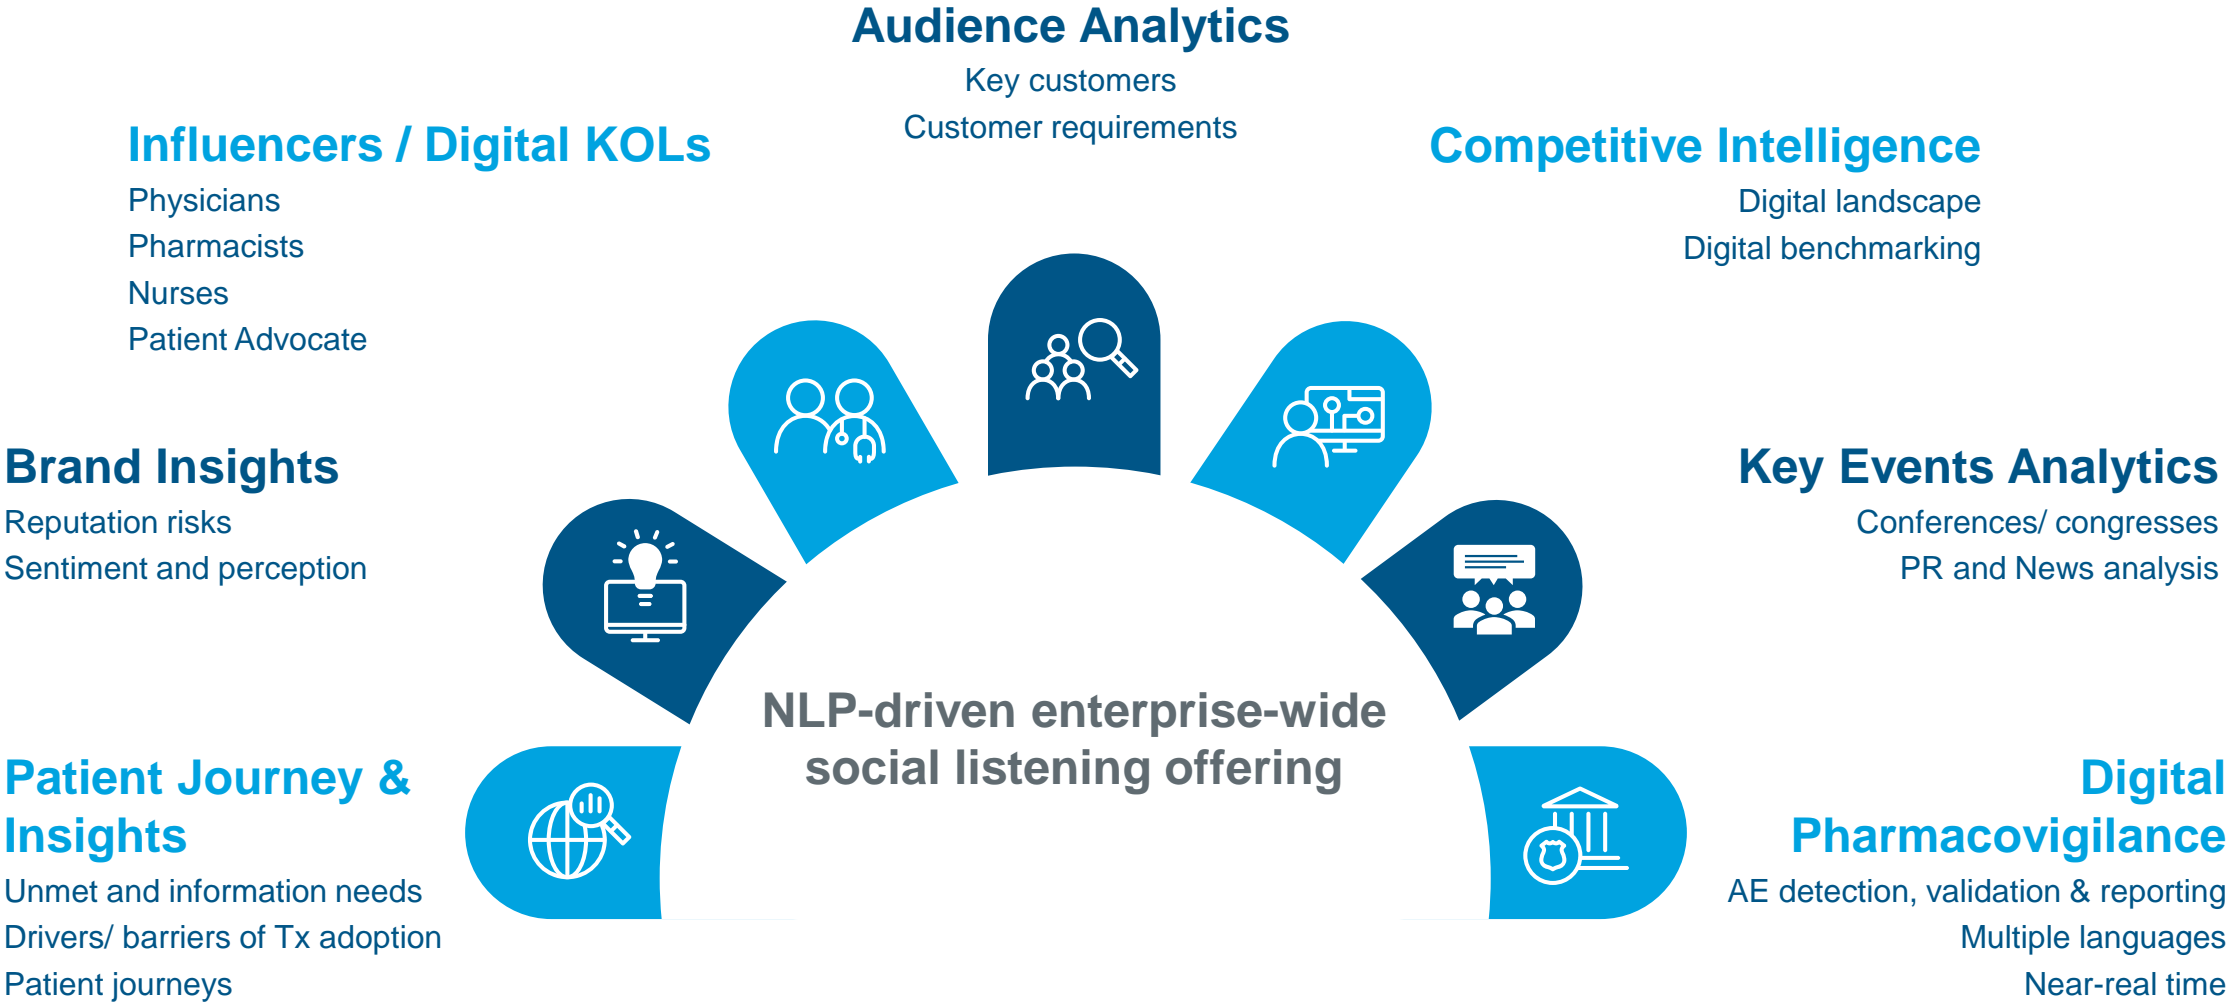 Audience Analytics
Key customers
Customer requirements
Influencers / Digital KOLs
Physicians
Pharmacists
Nurses
Patient Advocate
Competitive Intelligence
Digital landscape
Digital benchmarking
Brand Insights
Reputation risks
Sentiment and perception
Key Events Analytics
Conferences/ congresses
PR and News analysis
NLP-driven enterprise-wide
social listening offering
Patient Journey &
Insights
Unmet and information needs
Drivers/ barriers of Tx adoption
Patient journeys
Digital
Pharmacovigilance
AE detection, validation & reporting
Multiple languages
Near-real time